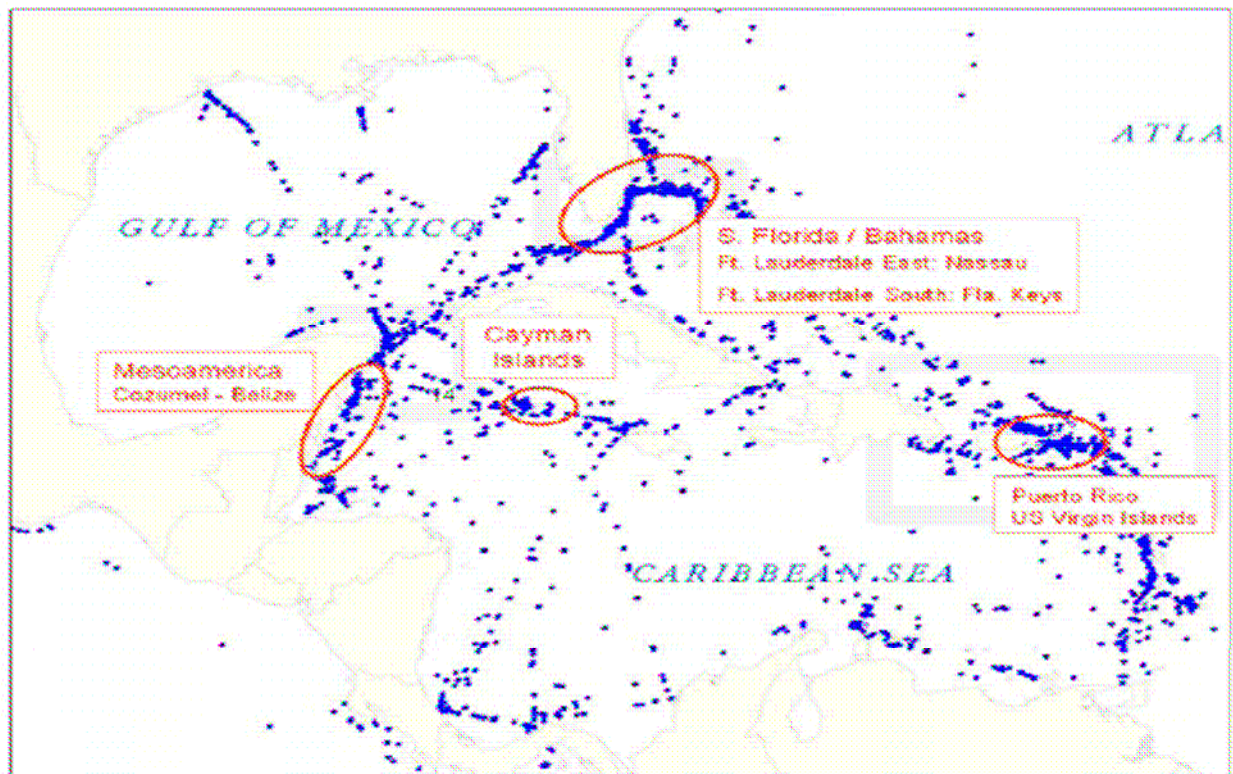 ATLA
GULF OF MEXICO
S. Florida / Bahamas
Ft. Lauderdale East: Nassau
Ft. Lauderdale South: Fla. Keys
Cayman
Islands
Mesoamerica
Cozumel - Belize
14
Puerto Rico
US Virgin Islands
CARIBBEAN SEA